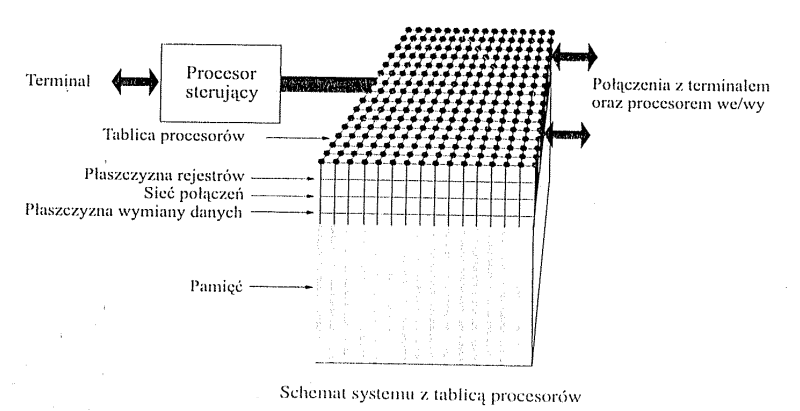 Terminal
Procesor
sterujący
Połączenia z terminalem
oraz procesorem we/wy
Tablica procesorów
Płaszczyzna rejestrów
Sieć połączeń
Płaszczyzna wymiany danych
Pamięć
Schemat systemu z tablicą procesorów